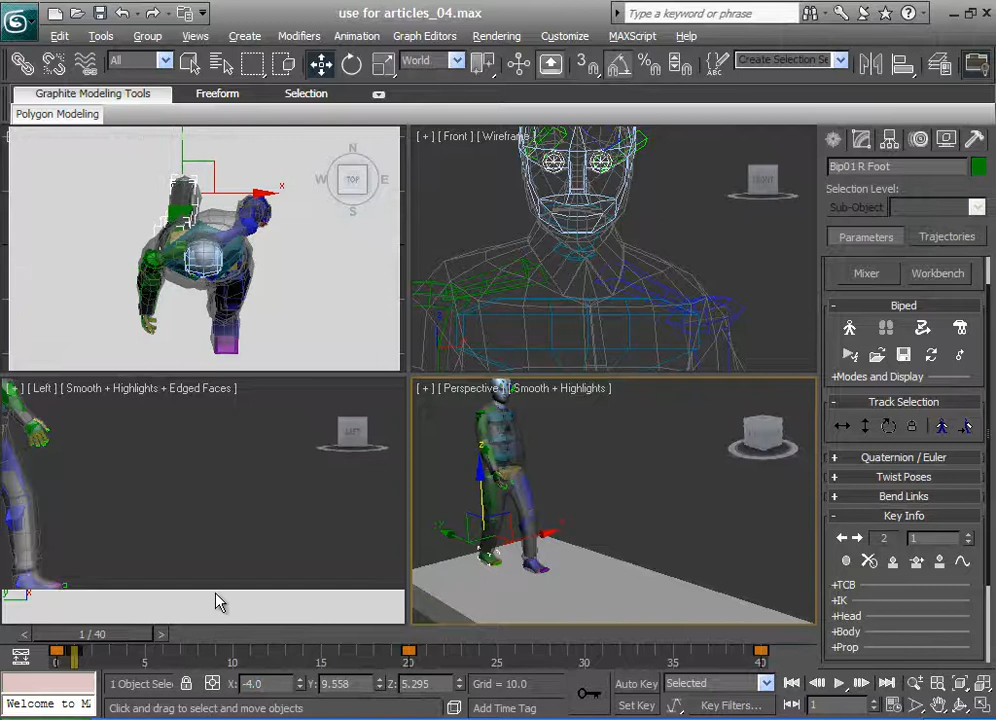 use for articles_04.max
Type a keyword or phrase
Edit Tools Group Views Create Modifiers Animation Graph Editors Rendering Customize MAXScript Help
All World Create Selection Se
Graphite Modeling Tools Freeform Selection
Polygon Modeling
[ + ] [ Front ] [ Wireframe
N
W TOP E
S
x
FRONT
[ + ] [ Left ] [ Smooth + Highlights + Edged Faces ]
LEFT
[ + ] [ Perspective ] [ Smooth + Highlights ]
Bip01 R Foot
Selection Level:
Sub-Object
Parameters Trajectories
Mixer Workbench
- Biped
+Modes and Display
- Track Selection
+ Quaternion / Euler
+ Twist Poses
+ Bend Links
- Key Info
2 1
+TCB
+IK
+Head
+Body
+Prop
< 1 / 40 >
0 5 10 15 20 25 30 35 40
1 Object Selec X: -4.0 Y: 9.558 Z: 5.295 Grid = 10.0 Auto Key Selected
Welcome to M Click and drag to select and move objects Add Time Tag Set Key Key Filters... 1